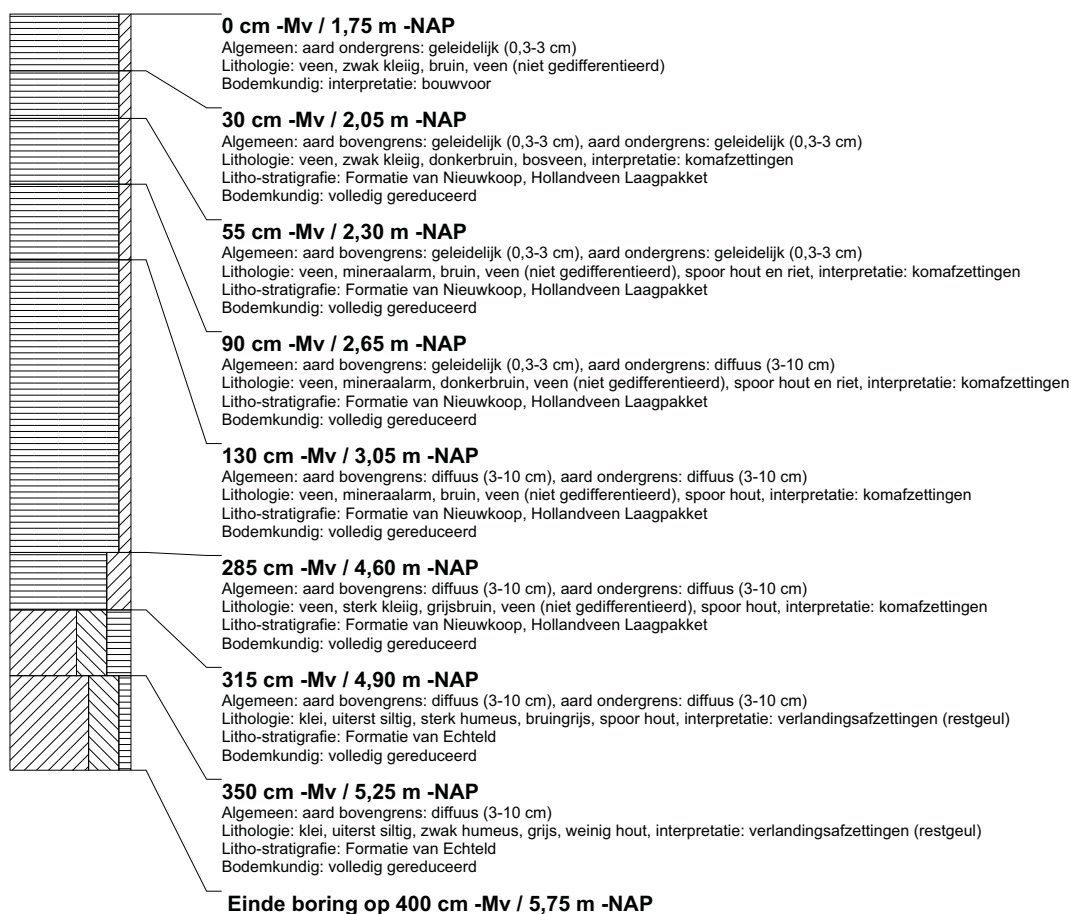 0 cm -Mv / 1,75 m -NAP
Algemeen: aard ondergrens: geleidelijk (0,3-3 cm)
Lithologie: veen, zwak kleiig, bruin, veen (niet gedifferentieerd)
Bodemkundig: interpretatie: bouwvoor
30 cm -Mv / 2,05 m -NAP
Algemeen: aard bovengrens: geleidelijk (0,3-3 cm), aard ondergrens: geleidelijk (0,3-3 cm)
Lithologie: veen, zwak kleiig, donkerbruin, bosveen, interpretatie: komafzettingen
Litho-stratigrafie: Formatie van Nieuwkoop, Hollandveen Laagpakket
Bodemkundig: volledig gereduceerd
55 cm -Mv / 2,30 m -NAP
Algemeen: aard bovengrens: geleidelijk (0,3-3 cm), aard ondergrens: geleidelijk (0,3-3 cm)
Lithologie: veen, mineraalarm, bruin, veen (niet gedifferentieerd), spoor hout en riet, interpretatie: komafzettingen
Litho-stratigrafie: Formatie van Nieuwkoop, Hollandveen Laagpakket
Bodemkundig: volledig gereduceerd
90 cm -Mv / 2,65 m -NAP
Algemeen: aard bovengrens: geleidelijk (0,3-3 cm), aard ondergrens: diffuus (3-10 cm)
Lithologie: veen, mineraalarm, donkerbruin, veen (niet gedifferentieerd), spoor hout en riet, interpretatie: komafzettingen
Litho-stratigrafie: Formatie van Nieuwkoop, Hollandveen Laagpakket
Bodemkundig: volledig gereduceerd
130 cm -Mv / 3,05 m -NAP
Algemeen: aard bovengrens: diffuus (3-10 cm), aard ondergrens: diffuus (3-10 cm)
Lithologie: veen, mineraalarm, bruin, veen (niet gedifferentieerd), spoor hout, interpretatie: komafzettingen
Litho-stratigrafie: Formatie van Nieuwkoop, Hollandveen Laagpakket
Bodemkundig: volledig gereduceerd
285 cm -Mv / 4,60 m -NAP
Algemeen: aard bovengrens: diffuus (3-10 cm), aard ondergrens: diffuus (3-10 cm)
Lithologie: veen, sterk kleiig, grijsbruin, veen (niet gedifferentieerd), spoor hout, interpretatie: komafzettingen
Litho-stratigrafie: Formatie van Nieuwkoop, Hollandveen Laagpakket
Bodemkundig: volledig gereduceerd
315 cm -Mv / 4,90 m -NAP
Algemeen: aard bovengrens: diffuus (3-10 cm), aard ondergrens: diffuus (3-10 cm)
Lithologie: klei, uiterst siltig, sterk humeus, bruingrijs, spoor hout, interpretatie: verlandingsafzettingen (restgeul)
Litho-stratigrafie: Formatie van Echteld
Bodemkundig: volledig gereduceerd
350 cm -Mv / 5,25 m -NAP
Algemeen: aard bovengrens: diffuus (3-10 cm)
Lithologie: klei, uiterst siltig, zwak humeus, grijs, weinig hout, interpretatie: verlandingsafzettingen (restgeul)
Litho-stratigrafie: Formatie van Echteld
Bodemkundig: volledig gereduceerd
Einde boring op 400 cm -Mv / 5,75 m -NAP